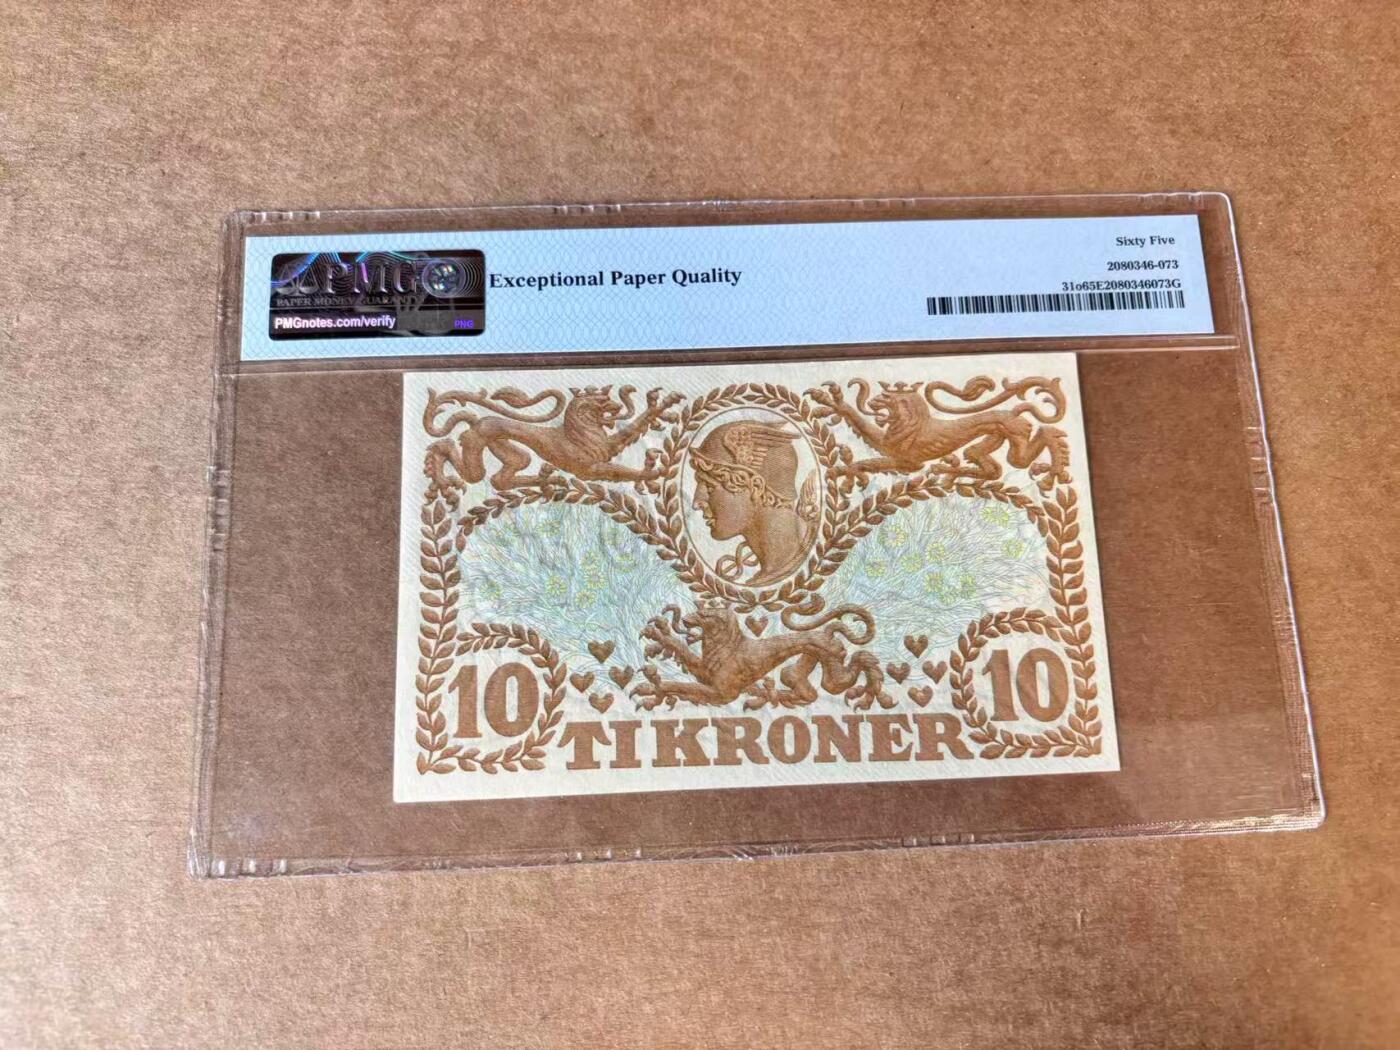 PMG
PAPER MONEY GUARANTY
PMGnotes.com/verify
PNG
Exceptional Paper Quality
Sixty Five
2080346-073
31o65E2080346073G
10
10
TI KRONER